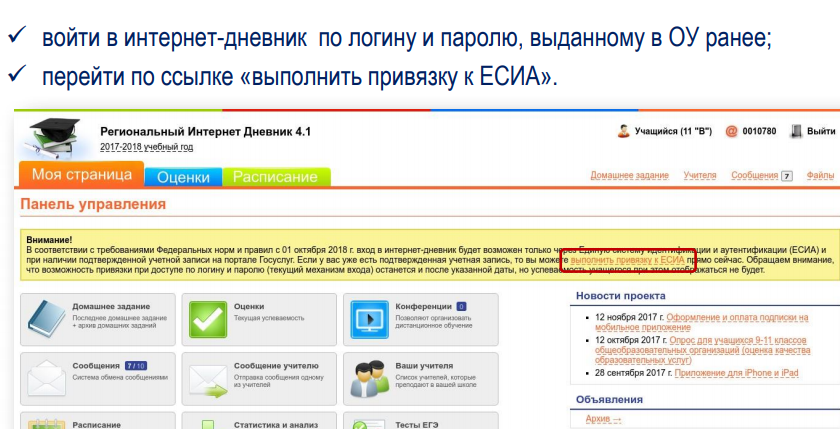 войти в интернет-дневник по логину и паролю, выданному в ОУ ранее;
перейти по ссылке «выполнить привязку к ЕСИА».
Региональный Интернет Дневник 4.1
2017-2018 учебный год
Учащийся (11 "В")
0010780
Выйти
Моя страница
Оценки
Расписание
Домашнее задание
Учителя
Сообщения 7
Файлы
Панель управления
Внимание!
В соответствии с требованиями Федеральных норм и правил с 01 октября 2018 г. вход в интернет-дневник будет возможен только через Единую систему идентификации и аутентификации (ЕСИА) и
при наличии подтвержденной учетной записи на портале Госуслуг. Если у вас уже есть подтвержденная учетная запись, то вы можете выполнить привязку к ЕСИА прямо сейчас. Обращаем внимание,
что возможность привязки при доступе по логину и паролю (текущий механизм входа) останется и после указанной даты, но успеваемость учащегося при этом отображаться не будет.
Домашнее задание
Последнее домашнее задание
+ архив домашних заданий
Оценки
Текущая успеваемость
Конференции 0
Позволяют организовать
дистанционное обучение
Сообщения 7 / 10
Система обмена сообщениями
Сообщение учителю
Отправка сообщения одному
из учителей
Ваши учителя
Список учителей, которые
преподают в вашей школе
Расписание
Статистика и анализ
Тесты ЕГЭ
Новости проекта
12 ноября 2017 г. Оформление и оплата подписки на
мобильное приложение
12 октября 2017 г. Опрос для учащихся 9-11 классов
общеобразовательных организаций (оценка качества
образовательных услуг)
28 сентября 2017 г. Приложение для iPhone и iPad
Объявления
Архив →